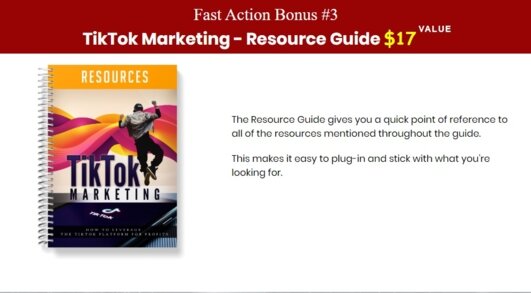 Fast Action Bonus #3
TikTok Marketing - Resource Guide $17 VALUE
RESOURCES
TikTok
MARKETING
TIK TOK
HOW TO LEVERAGE
THE TIKTOK PLATFORM FOR PROFITS
The Resource Guide gives you a quick point of reference to
all of the resources mentioned throughout the guide.
This makes it easy to plug-in and stick with what you're
looking for.